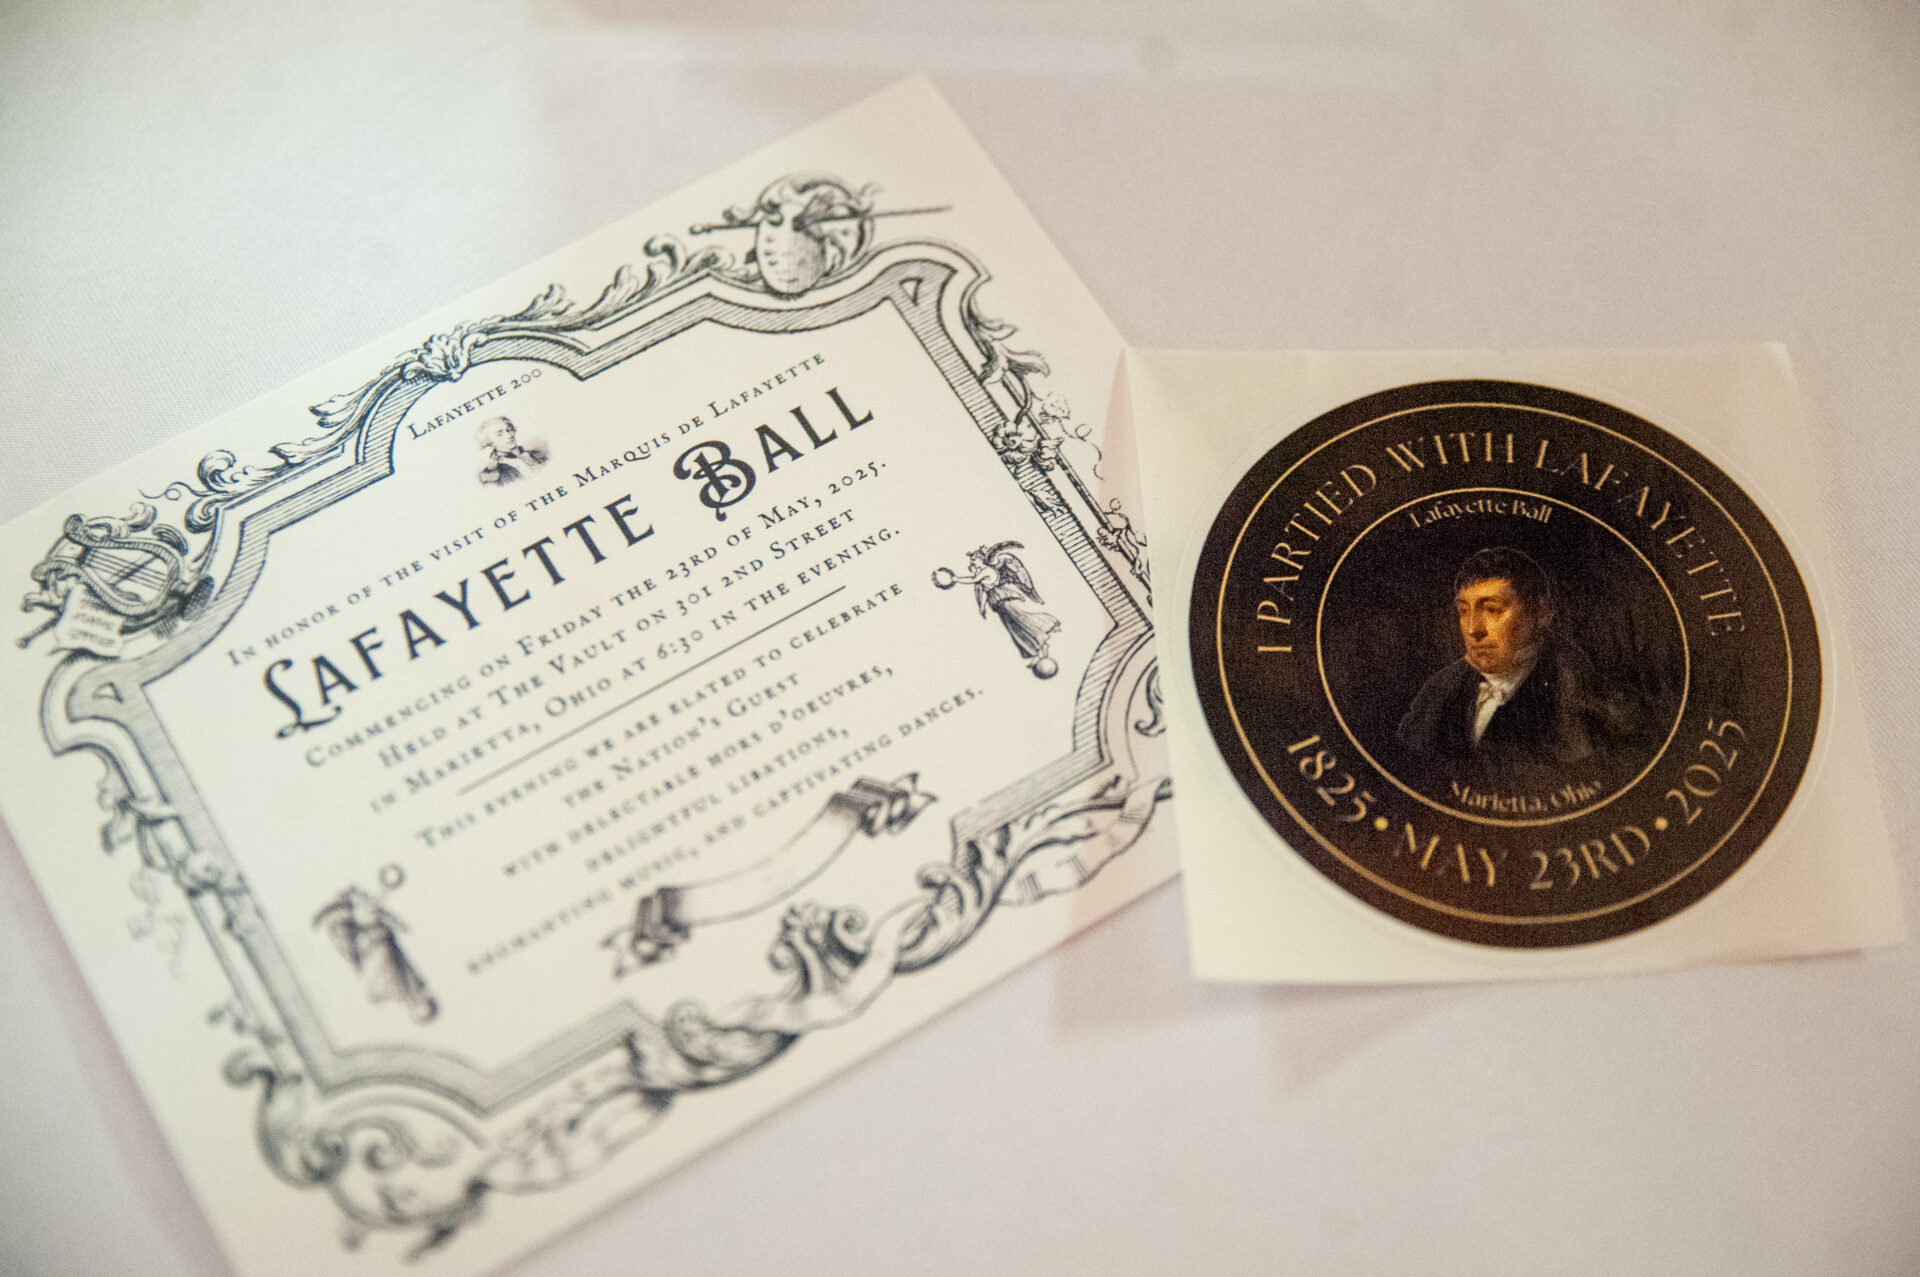 Lafayette 200
In honor of the visit of the Marquis de Lafayette
Lafayette Ball
Commencing on Friday the 23rd of May, 2025.
Held at The Vault on 301 2nd Street
in Marietta, Ohio at 6:30 in the evening.
This evening we are elated to celebrate
the Nation's Guest
with delectable hors d'oeuvres,
delightful libations,
enchanting music, and captivating dances.
I PARTIED WITH LAFAYETTE
Lafayette Ball
Marietta, Ohio
1825 • MAY 23RD • 2025